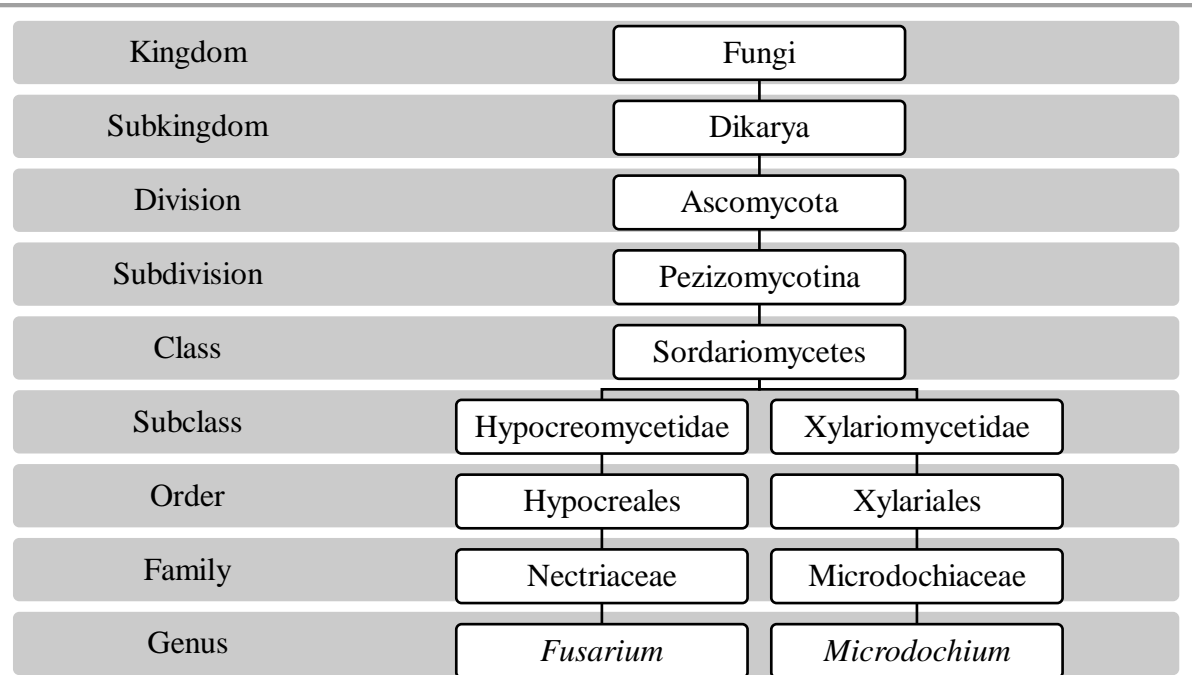 Kingdom Fungi
Subkingdom Dikarya
Division Ascomycota
Subdivision Pezizomycotina
Class Sordariomycetes
Subclass Hypocreomycetidae Xylariomycetidae
Order Hypocreales Xylariales
Family Nectriaceae Microdochiaceae
Genus Fusarium Microdochium